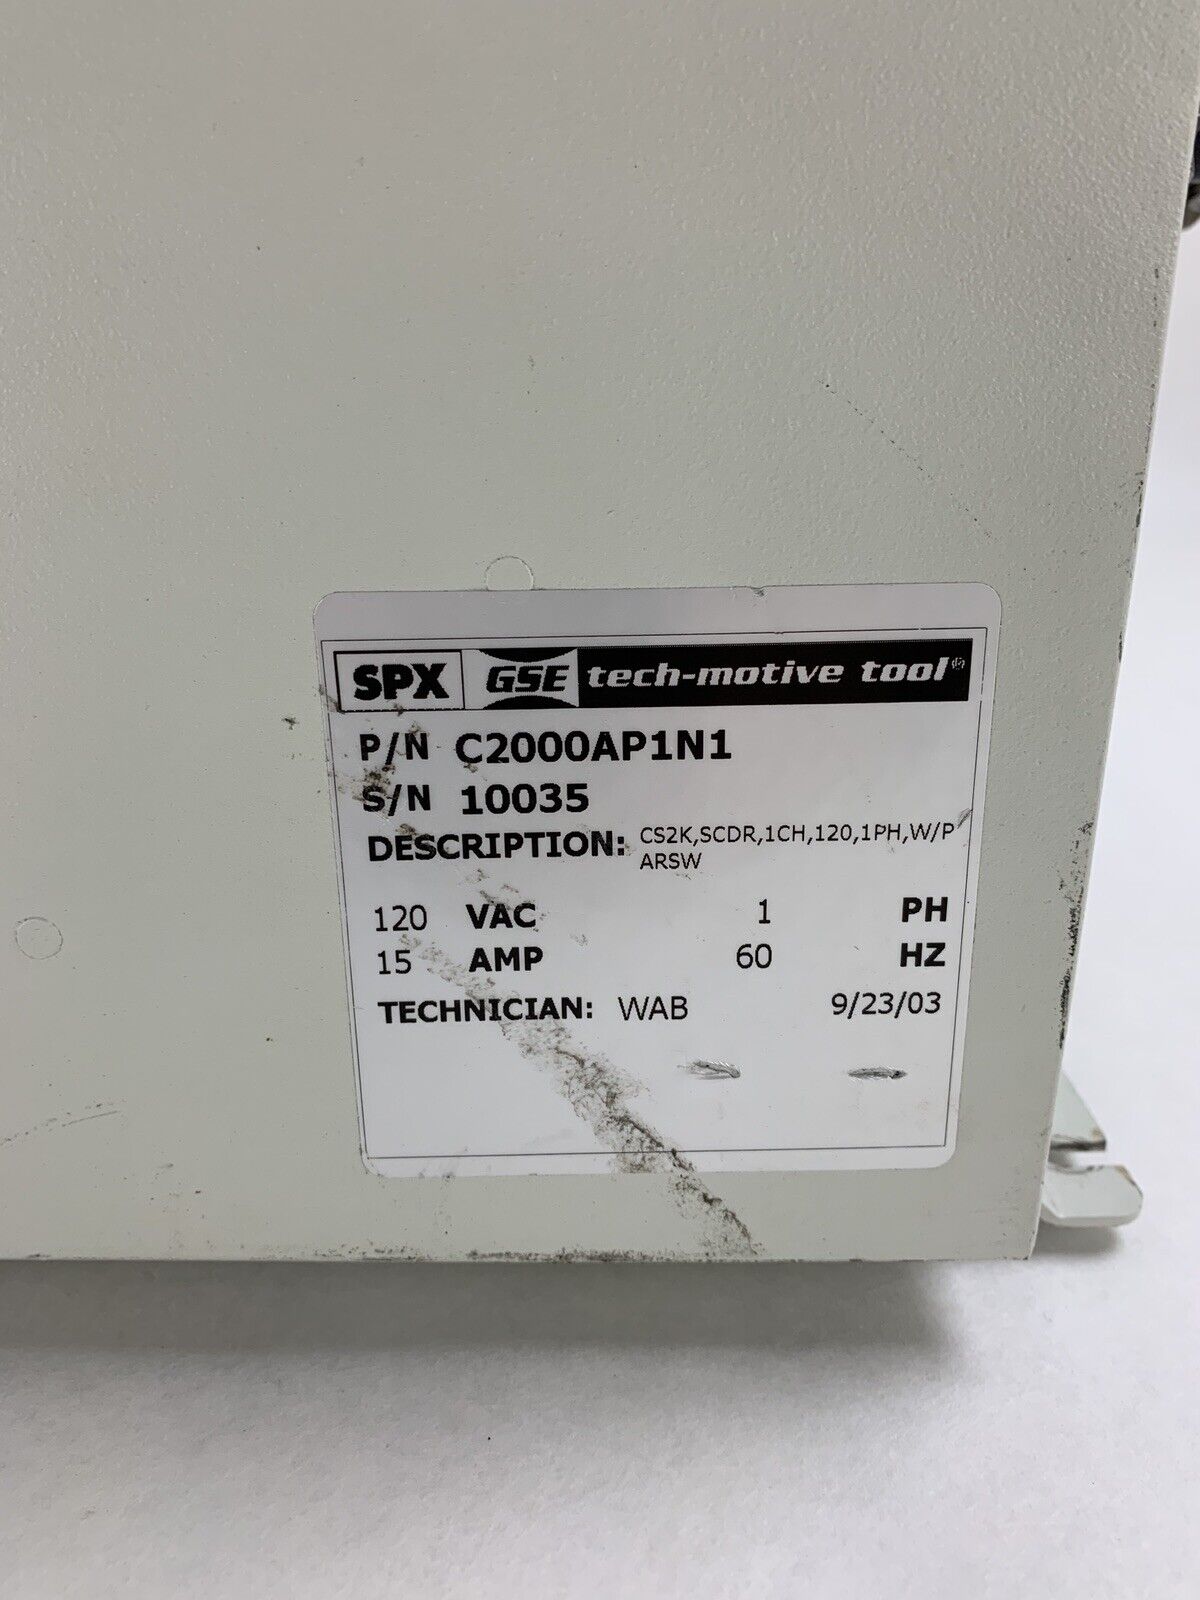 SPX GSE tech-motive tool®
P/N C2000AP1N1
S/N 10035
DESCRIPTION: CS2K,SCDR,1CH,120,1PH,W/P
ARSW
120 VAC 1 PH
15 AMP 60 HZ
TECHNICIAN: WAB 9/23/03